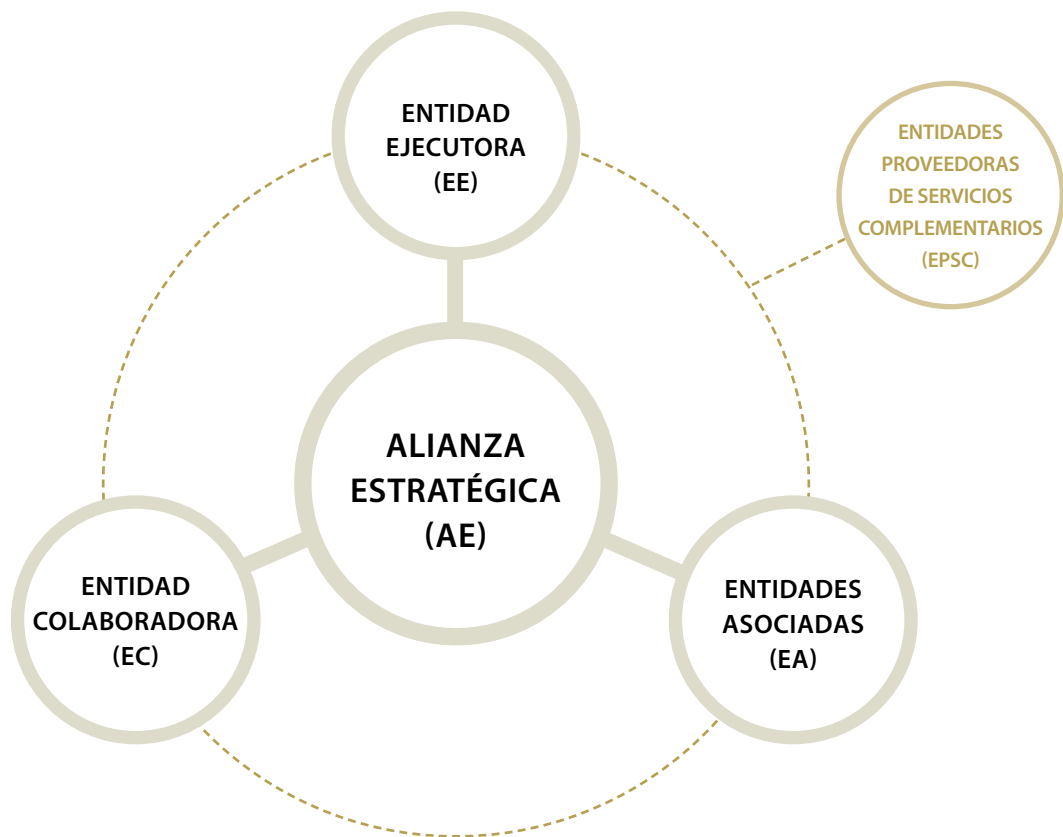 ENTIDAD
EJECUTORA
(EE)
ENTIDADES
PROVEEDORAS
DE SERVICIOS
COMPLEMENTARIOS
(EPSC)
ALIANZA
ESTRATÉGICA
(AE)
ENTIDAD
COLABORADORA
(EC)
ENTIDADES
ASOCIADAS
(EA)